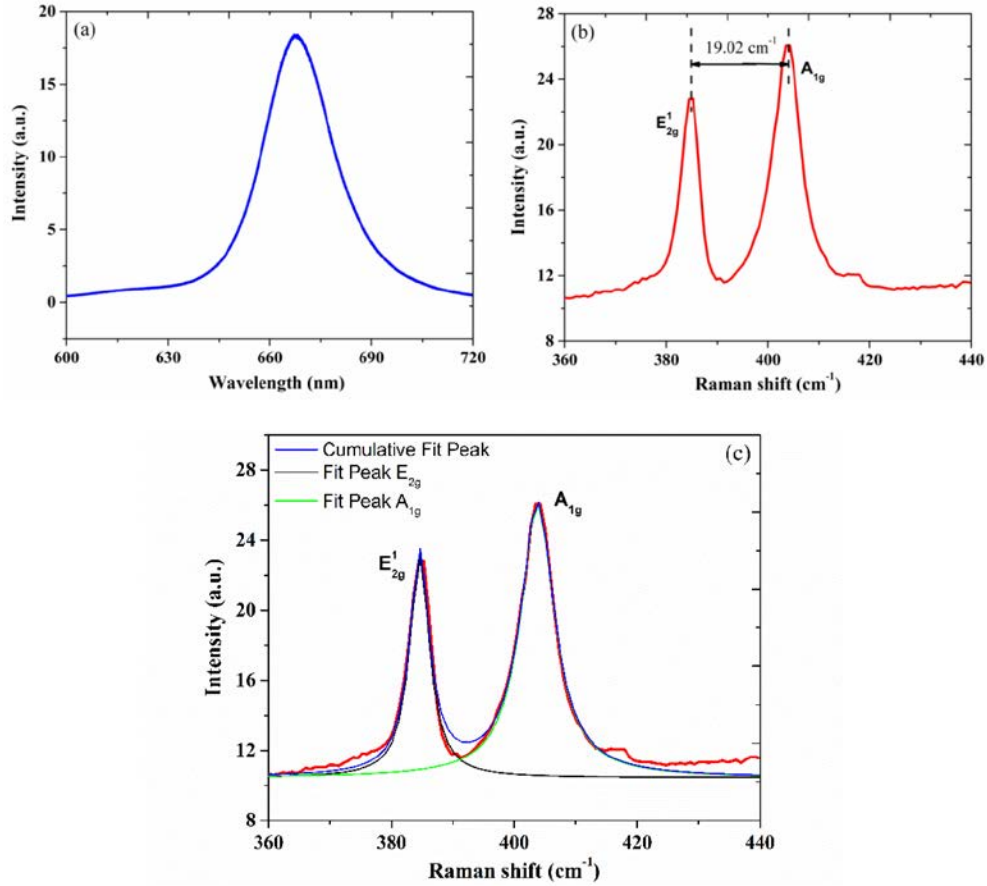 (a)
20
15
10
5
0
Intensity (a.u.)
600 630 660 690 720
Wavelength (nm)
(b)
28
24
20
16
12
8
Intensity (a.u.)
19.02 cm⁻¹
A₁g
E¹₂g
360 380 400 420 440
Raman shift (cm⁻¹)
(c)
Cumulative Fit Peak
Fit Peak E₂g
Fit Peak A₁g
28
24
20
16
12
8
Intensity (a.u.)
A₁g
E¹₂g
360 380 400 420 440
Raman shift (cm⁻¹)